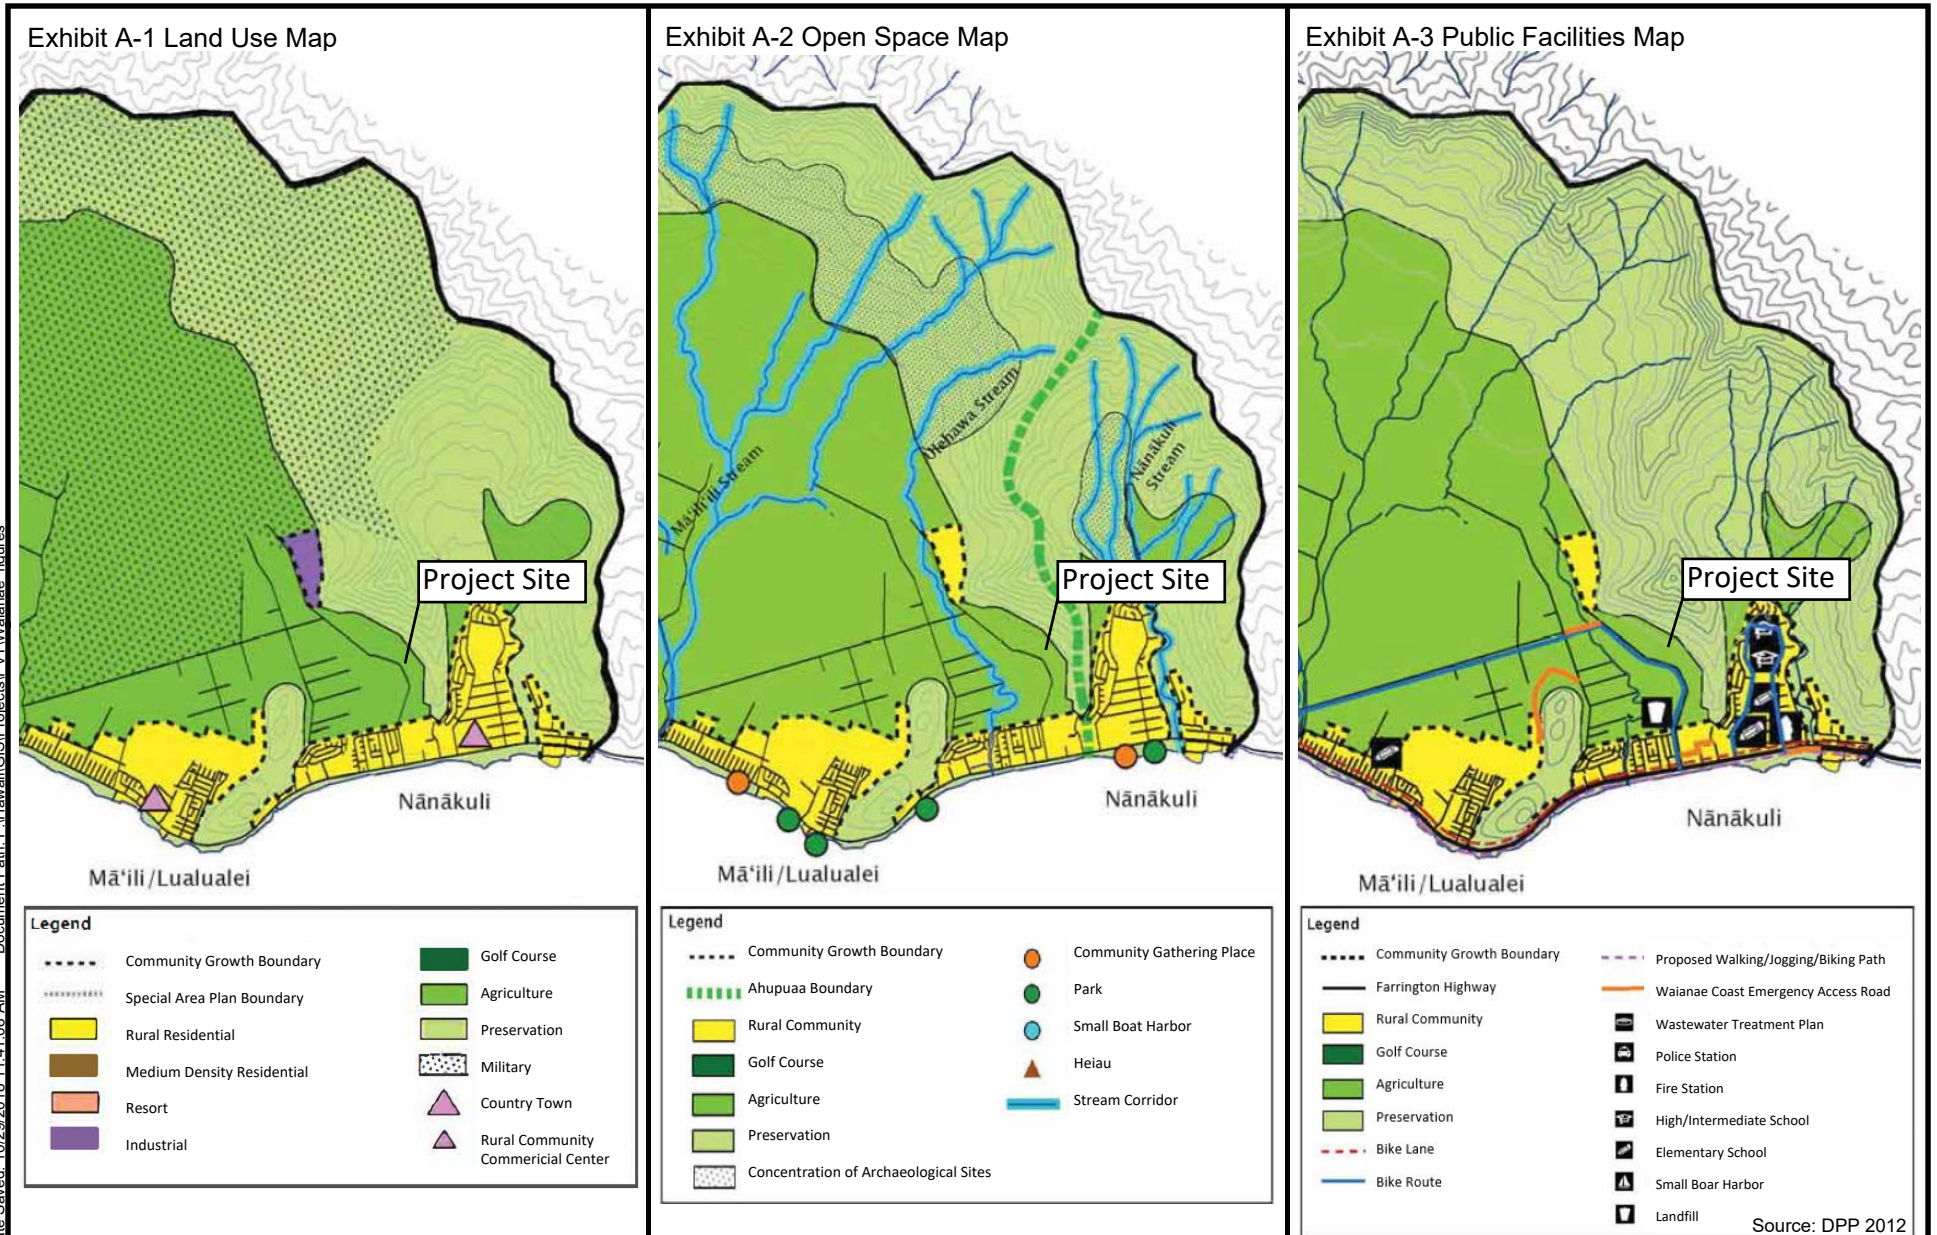 Exhibit A-1 Land Use Map
Project Site
Nānākuli
Mā‘ili/Lualualei
Legend
Community Growth Boundary
Special Area Plan Boundary
Rural Residential
Medium Density Residential
Resort
Industrial
Golf Course
Agriculture
Preservation
Military
Country Town
Rural Community
Commericial Center
Exhibit A-2 Open Space Map
Mā‘ili‘ili Stream
Ulehawa Stream
Nānākuli
Stream
Project Site
Nānākuli
Mā‘ili/Lualualei
Legend
Community Growth Boundary
Ahupuaa Boundary
Rural Community
Golf Course
Agriculture
Preservation
Concentration of Archaeological Sites
Community Gathering Place
Park
Small Boat Harbor
Heiau
Stream Corridor
Exhibit A-3 Public Facilities Map
Project Site
Nānākuli
Mā‘ili/Lualualei
Legend
Community Growth Boundary
Farrington Highway
Rural Community
Golf Course
Agriculture
Preservation
Bike Lane
Bike Route
Proposed Walking/Jogging/Biking Path
Waianae Coast Emergency Access Road
Wastewater Treatment Plan
Police Station
Fire Station
High/Intermediate School
Elementary School
Small Boar Harbor
Landfill
Source: DPP 2012